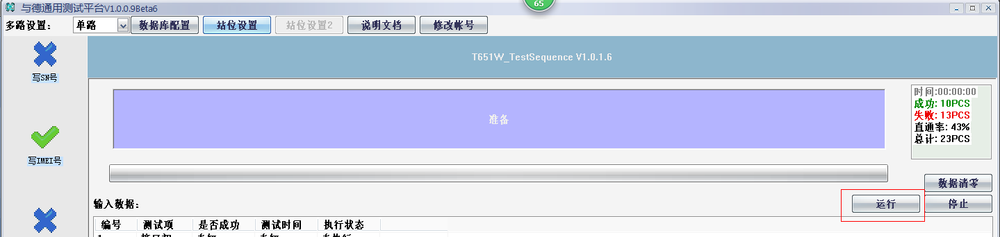 与德通用测试平台V1.0.0.9Beta6
65
多路设置： 单路 数据库配置 站位设置 站位设置2 说明文档 修改帐号
T651W_TestSequence V1.0.1.6
写SN号
准备
时间:00:00:00
成功: 10PCS
失败: 13PCS
直通率: 43%
总计: 23PCS
写IMEI号
数据清零
输入数据： 运行 停止
编号 测试项 是否成功 测试时间 执行状态